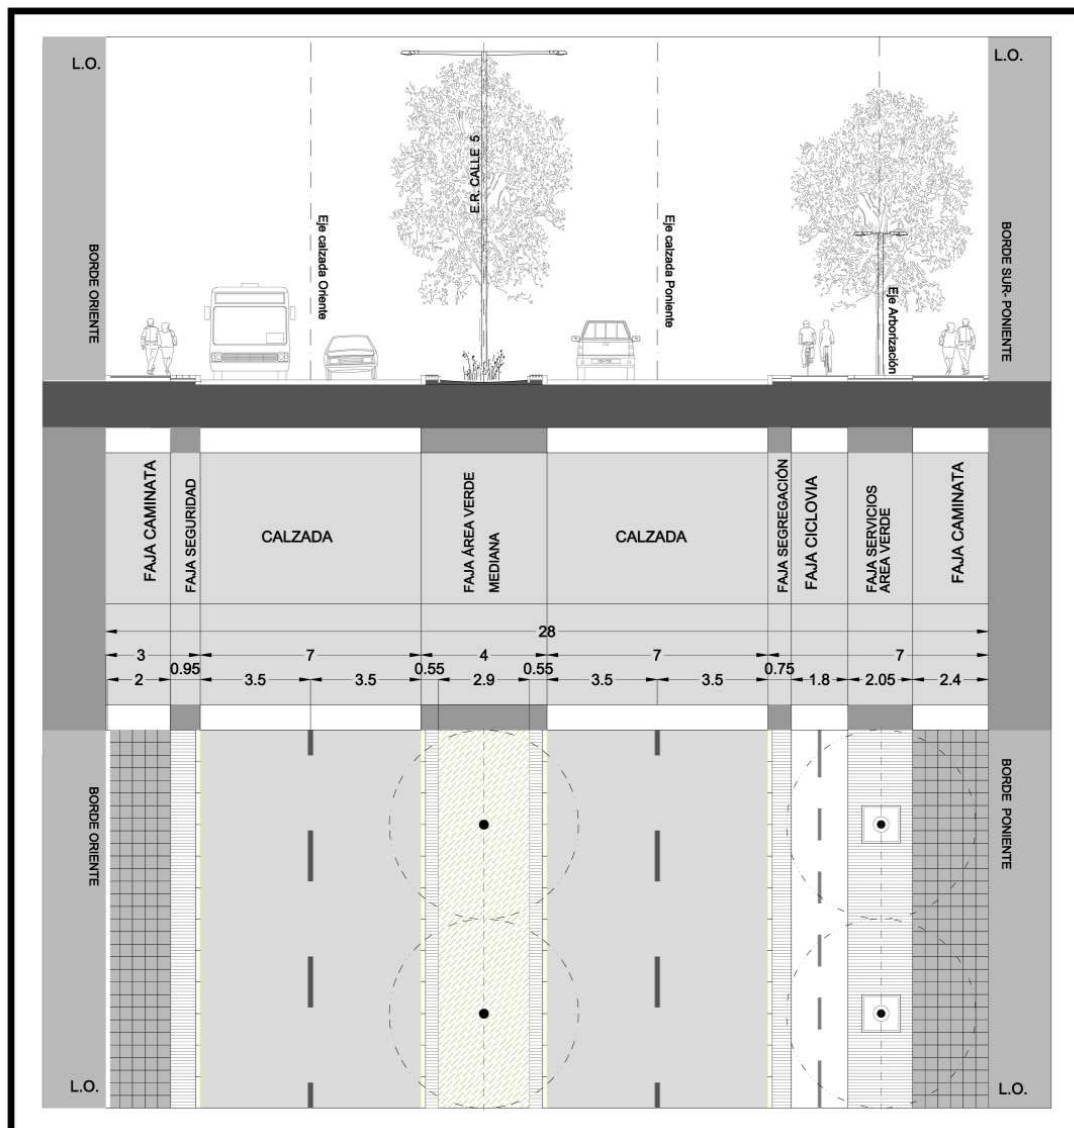 L.O.
L.O.
E.R. CALLE 5
Eje calzada Oriente
Eje calzada Poniente
Eje Arborización
BORDE ORIENTE
BORDE SUR- PONIENTE
FAJA CAMINATA
FAJA SEGURIDAD
CALZADA
FAJA ÁREA VERDE
MEDIANA
CALZADA
FAJA SEGREGACIÓN
FAJA CICLOVIA
FAJA SERVICIOS
AREA VERDE
FAJA CAMINATA
28
3 7 4 7 7
0.95 0.55 0.55 0.75
2 3.5 3.5 2.9 3.5 3.5 1.8 2.05 2.4
BORDE ORIENTE
BORDE PONIENTE
L.O.
L.O.